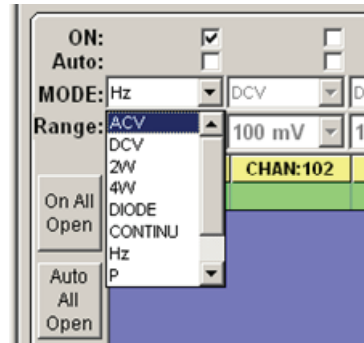 ON:
Auto:
MODE: Hz DCV D
Range: 100 mV 1
ACV
DCV
2W
4W
DIODE
CONTINU
Hz
P
CHAN:102
On All
Open
Auto
All
Open